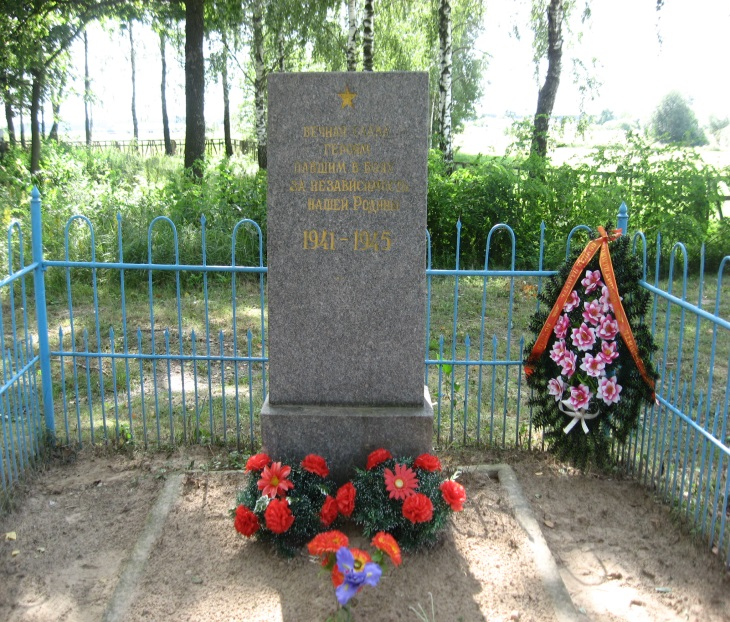 ВЕЧНАЯ СЛАВА
ГЕРОЯМ
ПАВШИМ В БОЯХ
ЗА НЕЗАВИСИМОСТЬ
НАШЕЙ РОДИНЫ
1941-1945